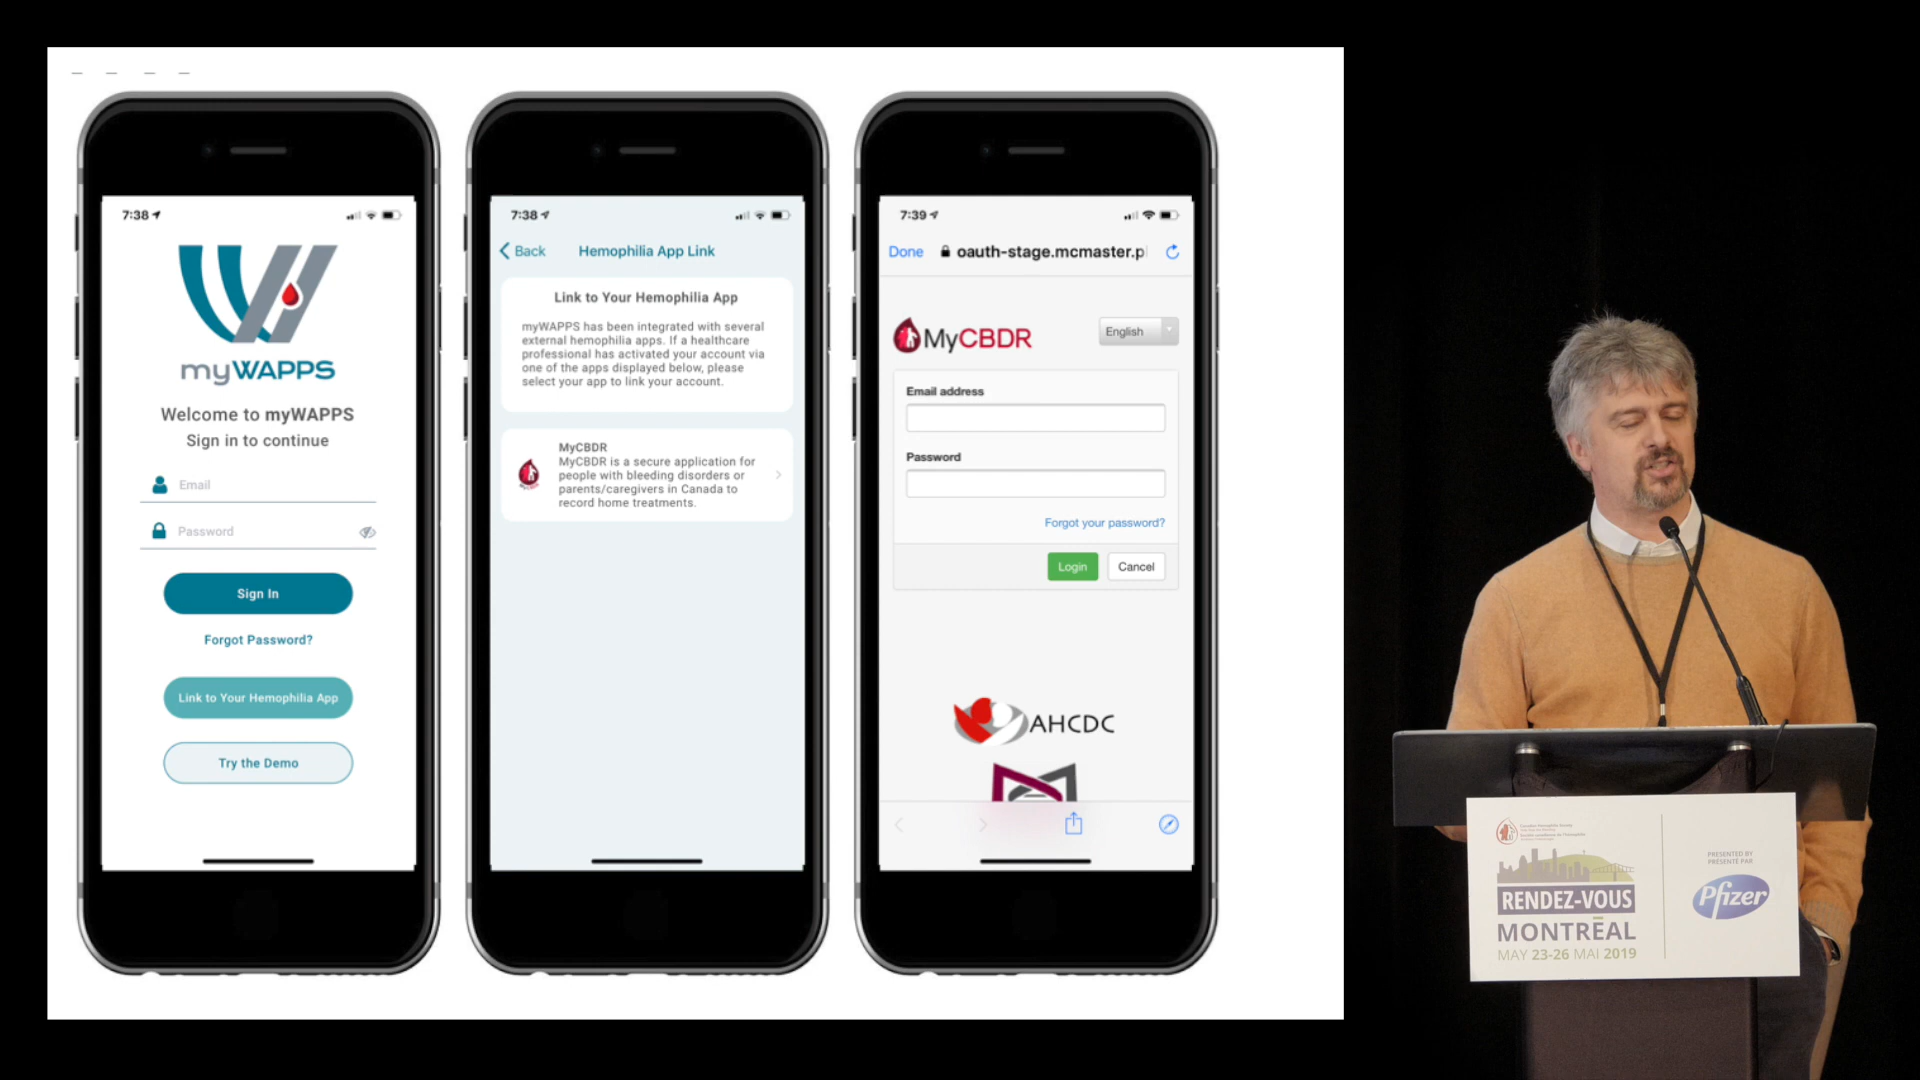 7:38
myWAPPS
Welcome to myWAPPS
Sign in to continue
Email
Password
Sign In
Forgot Password?
Link to Your Hemophilia App
Try the Demo
7:38
Back
Hemophilia App Link
Link to Your Hemophilia App
myWAPPS has been integrated with several
external hemophilia apps. If a healthcare
professional has activated your account via
one of the apps displayed below, please
select your app to link your account.
MyCBDR
MyCBDR is a secure application for
people with bleeding disorders or
parents/caregivers in Canada to
record home treatments.
7:39
Done
oauth-stage.mcmaster.p
MyCBDR
English
Email address
Password
Forgot your password?
Login
Cancel
AHCDC
RENDEZ-VOUS
MONTRÉAL
MAY 23-26 MAI 2019
PRESENTED BY
PRÉSENTÉ PAR
Pfizer